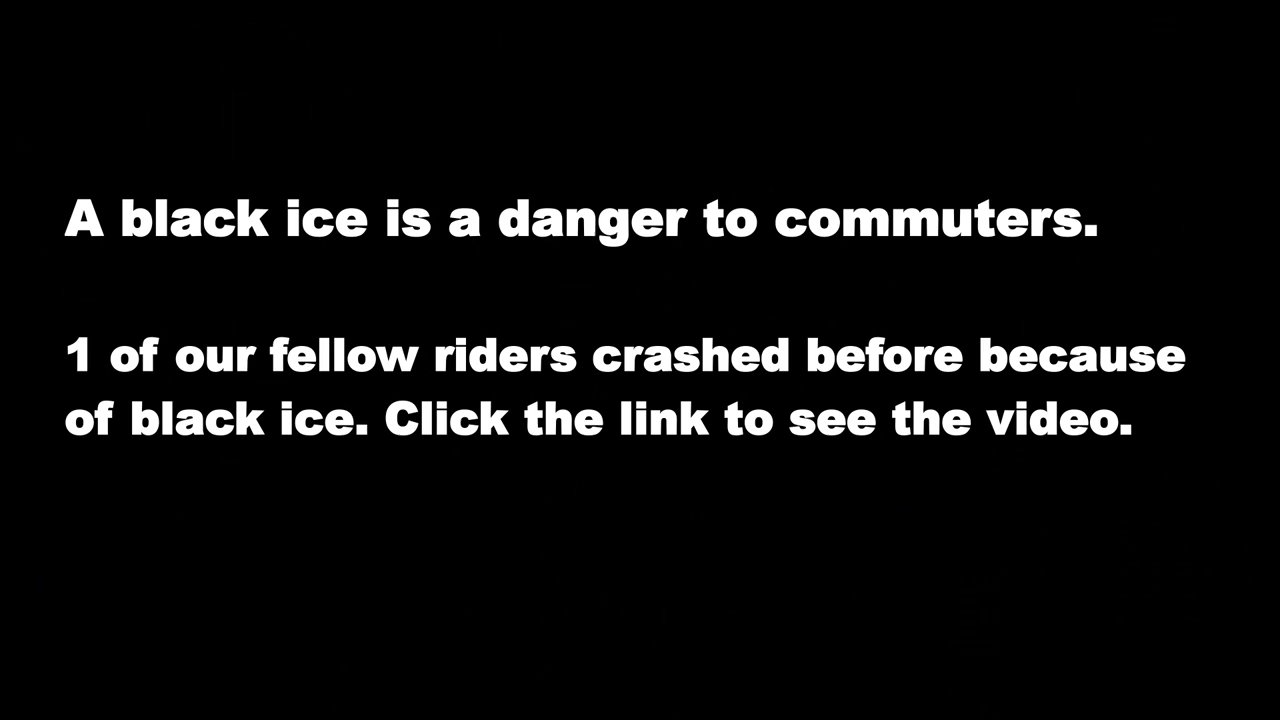 A black ice is a danger to commuters.
1 of our fellow riders crashed before because
of black ice. Click the link to see the video.